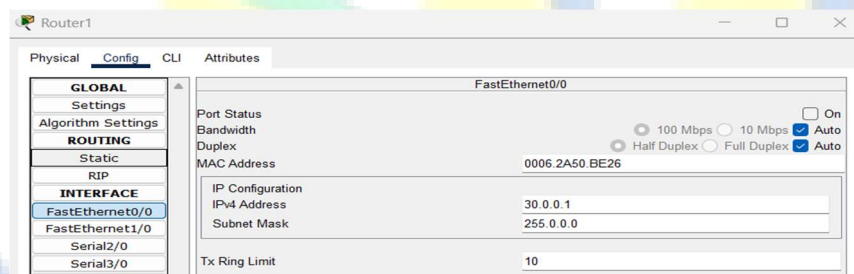 Router1
Physical Config CLI Attributes
GLOBAL
Settings
Algorithm Settings
ROUTING
Static
RIP
INTERFACE
FastEthernet0/0
FastEthernet1/0
Serial2/0
Serial3/0
FastEthernet0/0
Port Status On
Bandwidth 100 Mbps 10 Mbps Auto
Duplex Half Duplex Full Duplex Auto
MAC Address 0006.2A50.BE26
IP Configuration
IPv4 Address 30.0.0.1
Subnet Mask 255.0.0.0
Tx Ring Limit 10